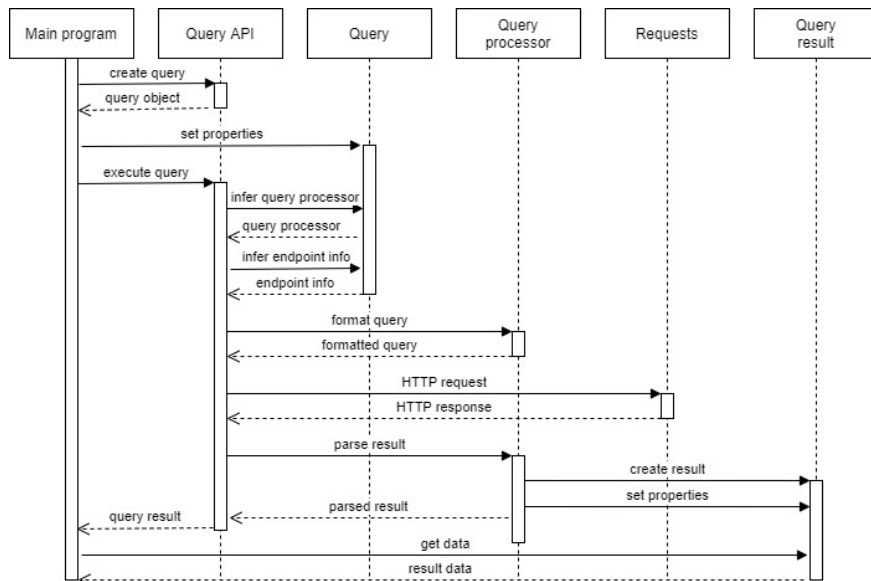 Main program
Query API
Query
Query
processor
Requests
Query
result
create query
query object
set properties
execute query
infer query processor
query processor
infer endpoint info
endpoint info
format query
formatted query
HTTP request
HTTP response
parse result
create result
set properties
parsed result
query result
get data
result data